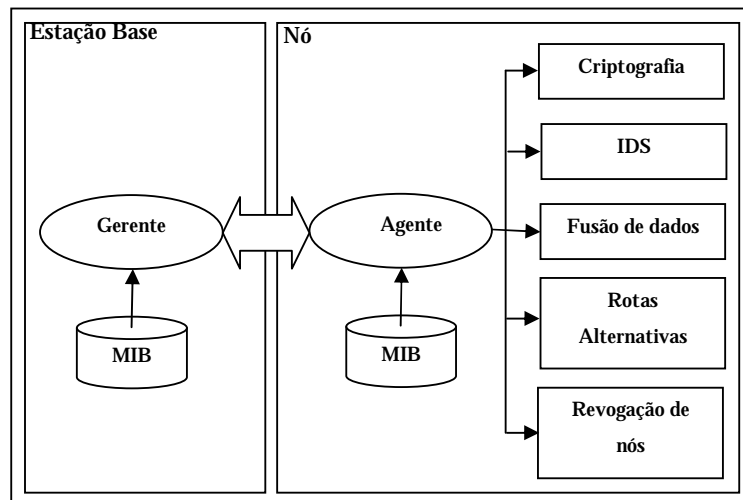 Estação Base
Nó
Criptografia
IDS
Gerente
Agente
Fusão de dados
MIB
MIB
Rotas
Alternativas
Revogação de
nós